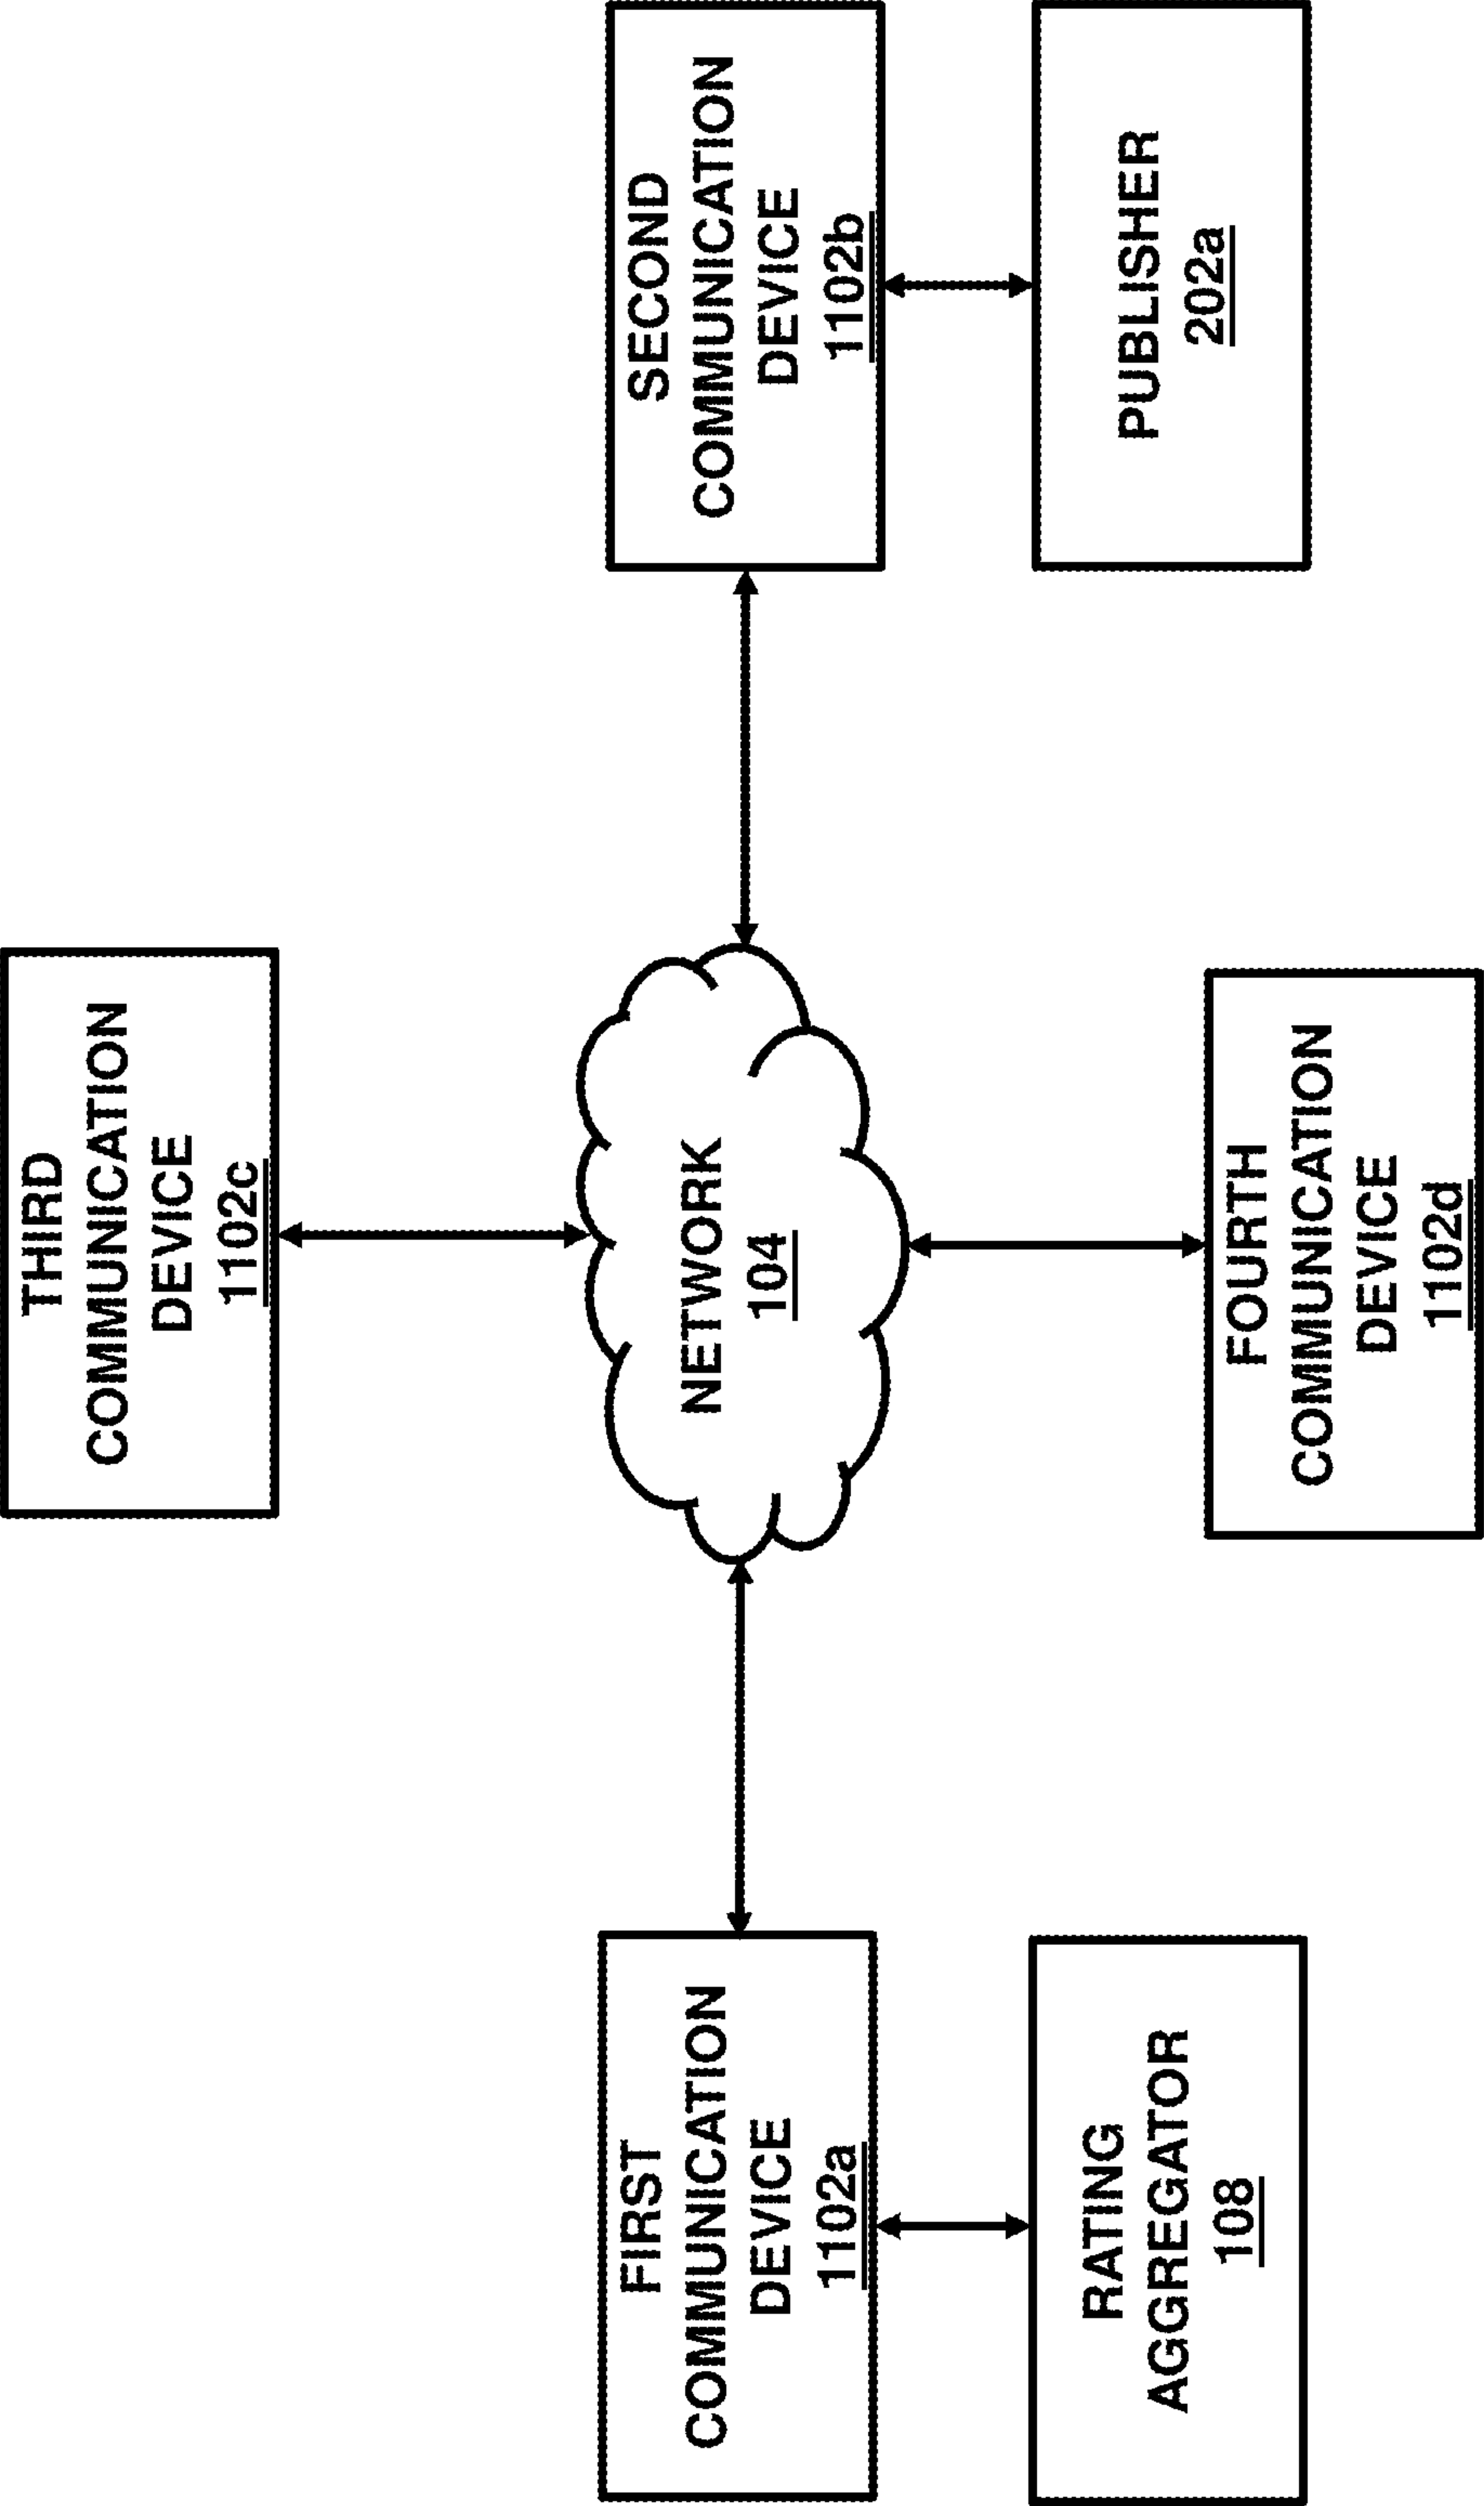 THIRD
COMMUNICATION
DEVICE
1102c
FIRST
COMMUNICATION
DEVICE
1102a
NETWORK
104
SECOND
COMMUNICATION
DEVICE
1102b
RATING
AGGREGATOR
108
FOURTH
COMMUNICATION
DEVICE
1102d
PUBLISHER
202a